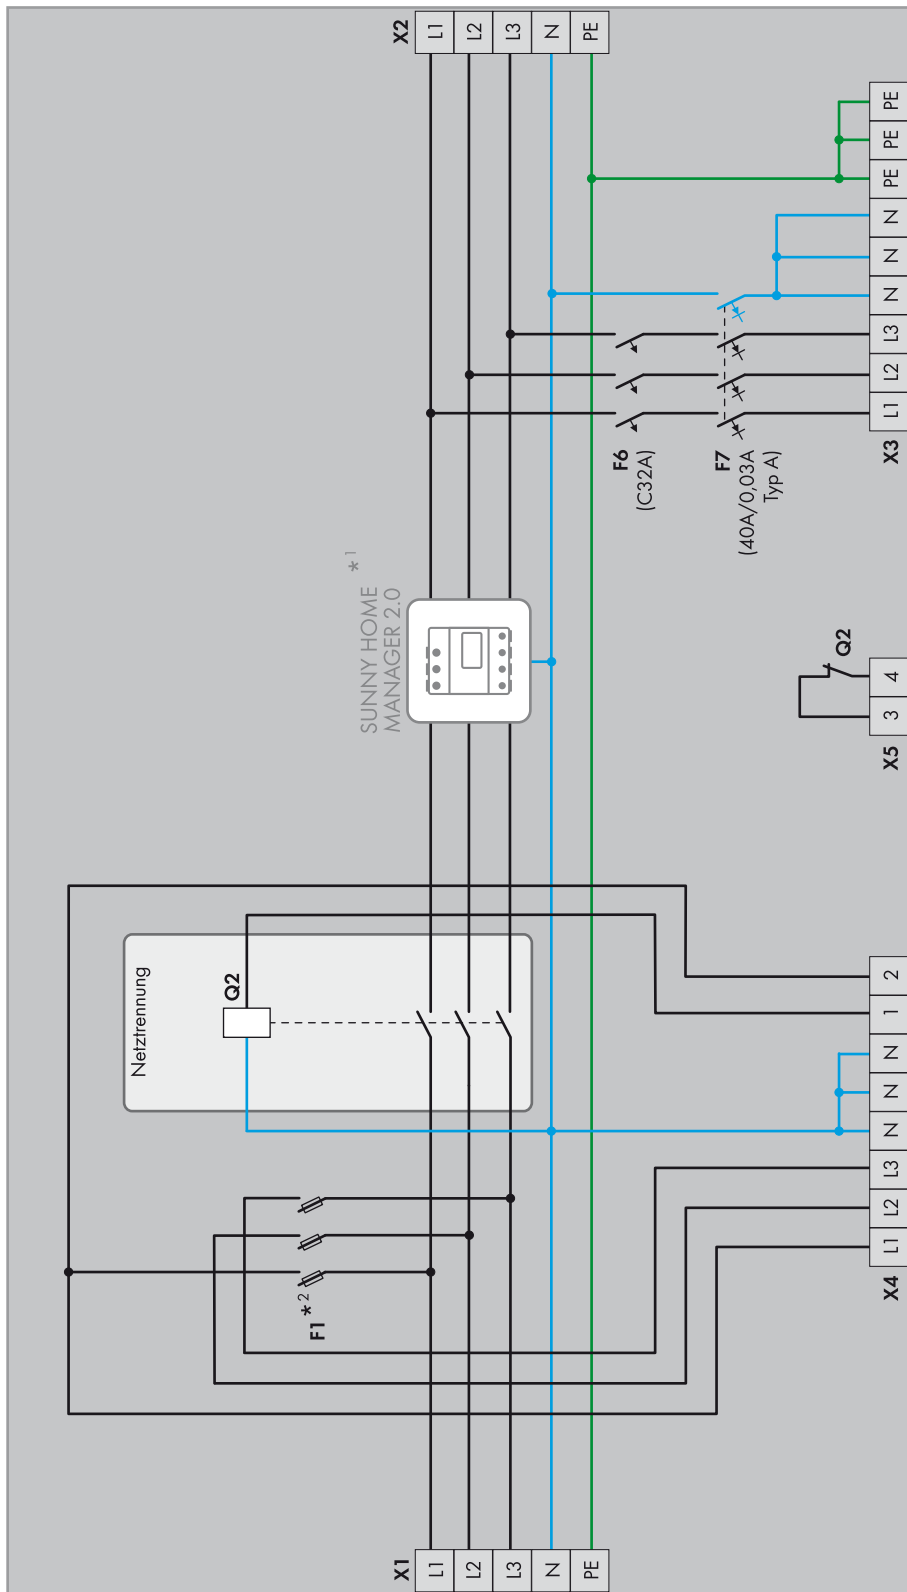 Netztrennung
Q2
F1 *2
SUNNY HOME
MANAGER 2.0
*1
X1
L1
L2
L3
N
PE
X2
L1
L2
L3
N
PE
F6
(C32A)
F7
(40A/0,03A
Typ A)
Q2
X4
L1 L2 L3 N N N 1 2
X5
3 4
X3
L1 L2 L3 N N N PE PE PE